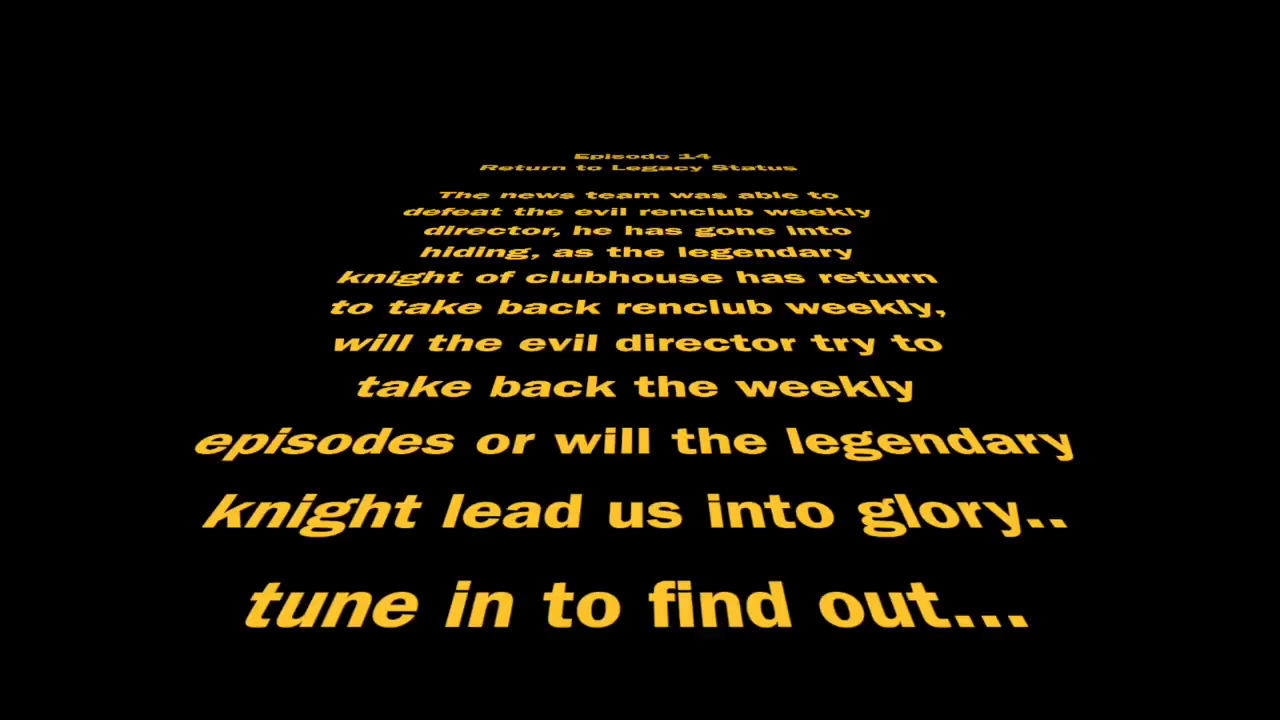 Episode 14
Return to Legacy Status
The news team was able to
defeat the evil renclub weekly
director, he has gone into
hiding, as the legendary
knight of clubhouse has return
to take back renclub weekly,
will the evil director try to
take back the weekly
episodes or will the legendary
knight lead us into glory..
tune in to find out...